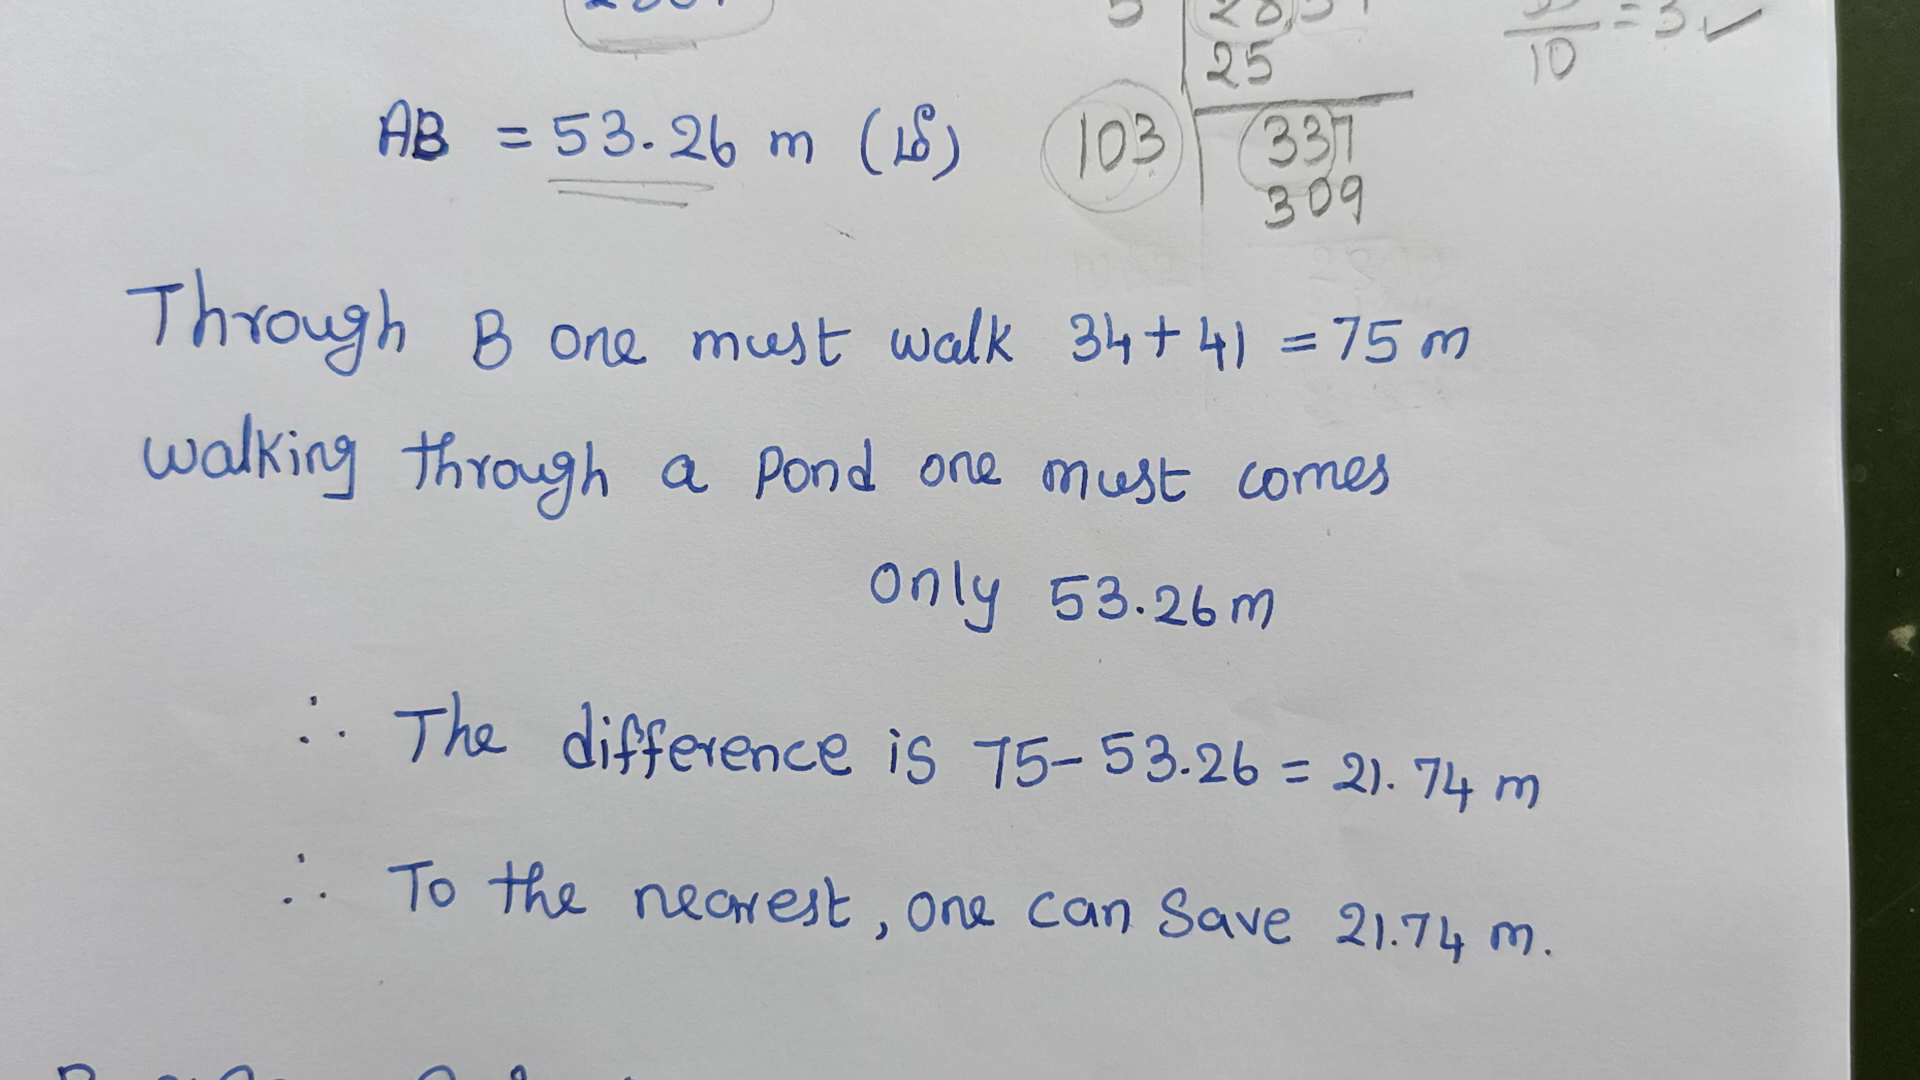 25
10 = 3 ✓
AB = 53.26 m (மீ)
103
337
309
Through B one must walk 34 + 41 = 75 m
walking through a pond one must comes
only 53.26 m
∴ The difference is 75 - 53.26 = 21.74 m
∴ To the nearest, one can save 21.74 m.